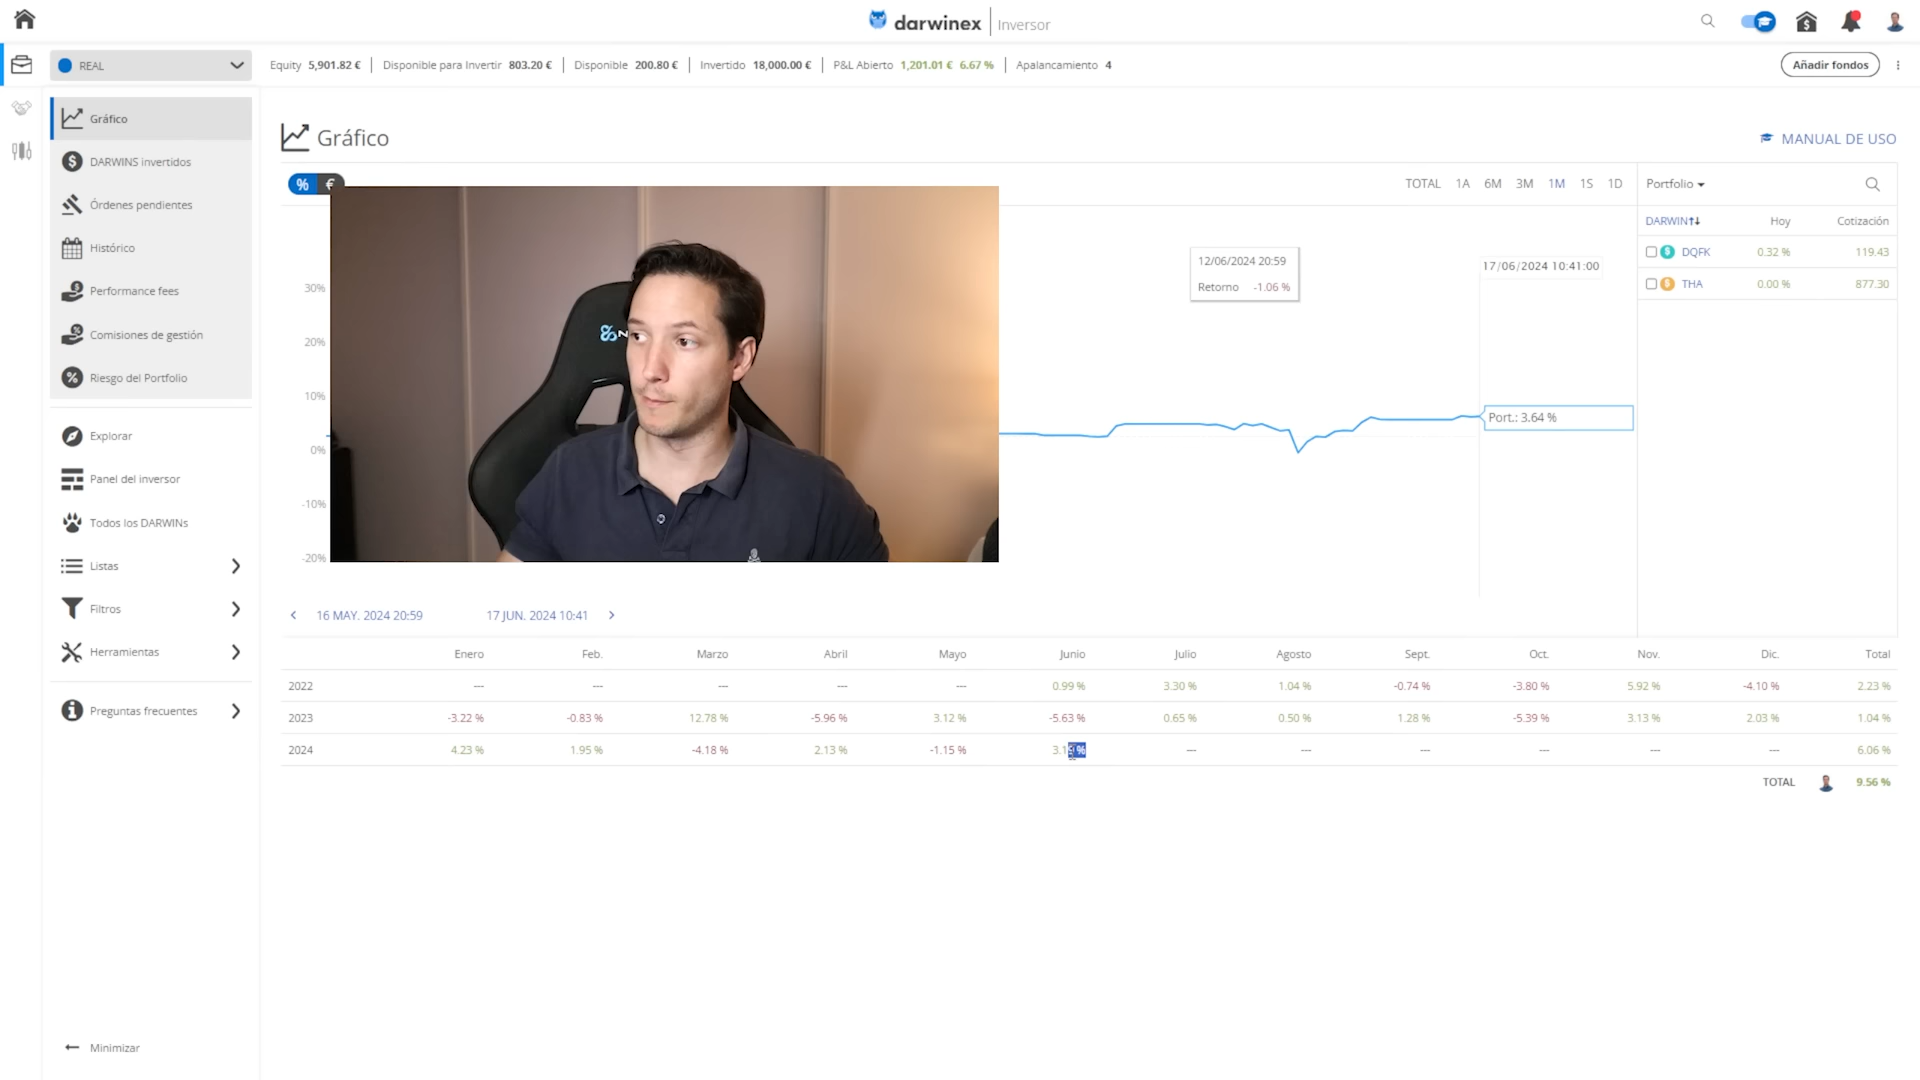 darwinex Inversor
REAL
Equity 5,901.82 € Disponible para Invertir 803.20 € Disponible 200.80 € Invertido 18,000.00 € P&L Abierto 1,201.01 € 6.67 % Apalancamiento 4
Añadir fondos
Gráfico
DARWINS invertidos
Órdenes pendientes
Histórico
Performance fees
Comisiones de gestión
Riesgo del Portfolio
Explorar
Panel del inversor
Todos los DARWINs
Listas
Filtros
Herramientas
Preguntas frecuentes
Minimizar
Gráfico
MANUAL DE USO
% €
TOTAL 1A 6M 3M 1M 1S 1D
Portfolio
DARWIN Hoy Cotización
DQFK 0.32 % 119.43
THA 0.00 % 877.30
30%
20%
10%
0%
-10%
-20%
12/06/2024 20:59
Retorno -1.06 %
17/06/2024 10:41:00
Port.: 3.64 %
16 MAY. 2024 20:59 17 JUN. 2024 10:41
Enero Feb. Marzo Abril Mayo Junio Julio Agosto Sept. Oct. Nov. Dic. Total
2022 --- --- --- --- --- 0.99 % 3.30 % 1.04 % -0.74 % -3.80 % 5.92 % -4.10 % 2.23 %
2023 -3.22 % -0.83 % 12.78 % -5.96 % 3.12 % -5.63 % 0.65 % 0.50 % 1.28 % -5.39 % 3.13 % 2.03 % 1.04 %
2024 4.23 % 1.95 % -4.18 % 2.13 % -1.15 % --- --- --- --- --- --- 6.06 %
TOTAL 9.56 %